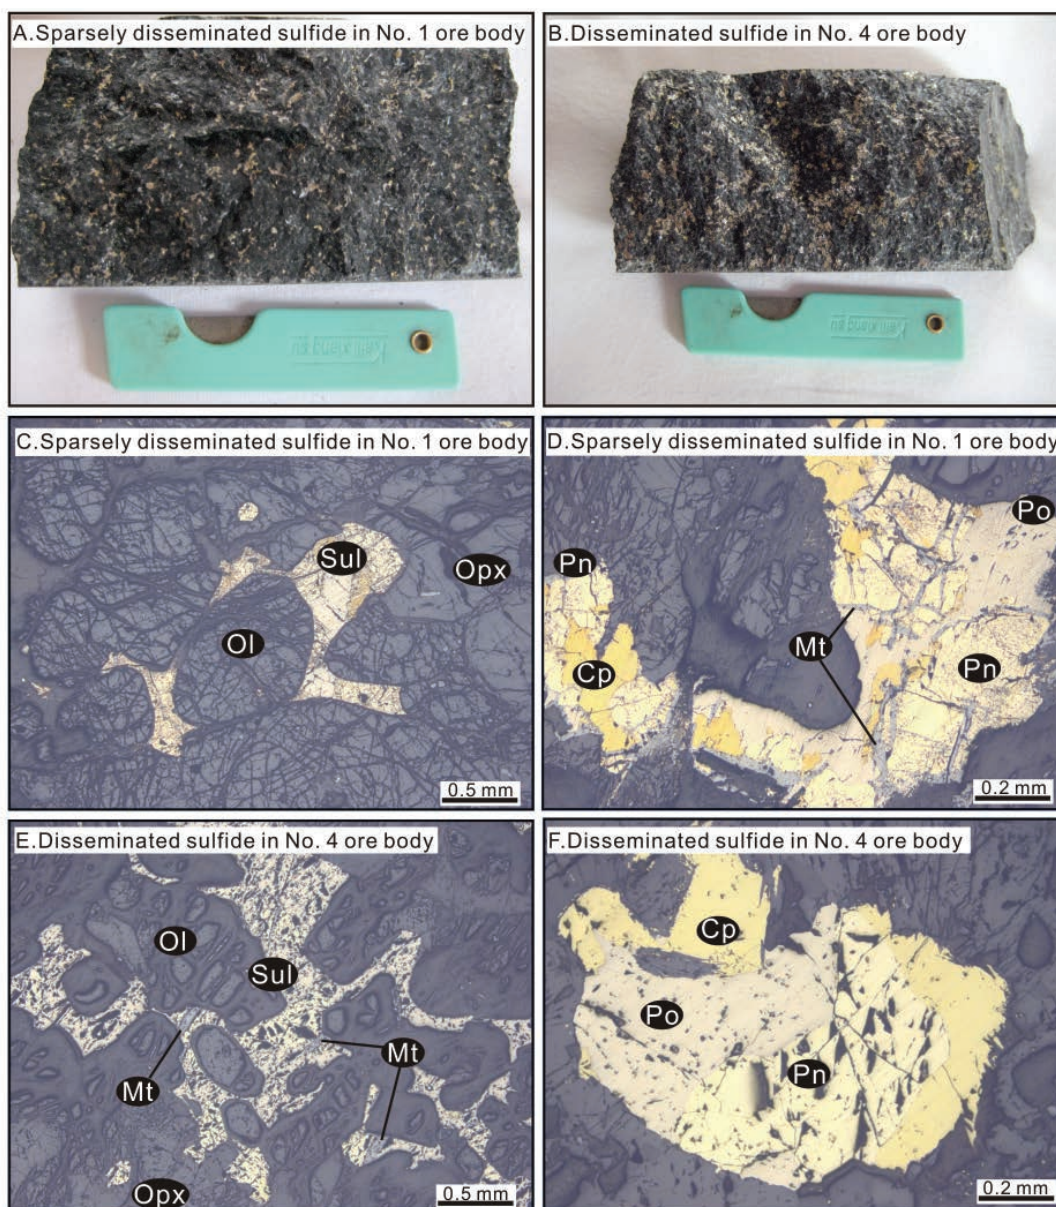 A.Sparsely disseminated sulfide in No. 1 ore body
B.Disseminated sulfide in No. 4 ore body
C.Sparsely disseminated sulfide in No. 1 ore body
Sul
Opx
Ol
0.5 mm
D.Sparsely disseminated sulfide in No. 1 ore body
Po
Pn
Mt
Cp
Pn
0.2 mm
E.Disseminated sulfide in No. 4 ore body
Ol
Sul
Mt
Mt
Opx
0.5 mm
F.Disseminated sulfide in No. 4 ore body
Cp
Po
Pn
0.2 mm